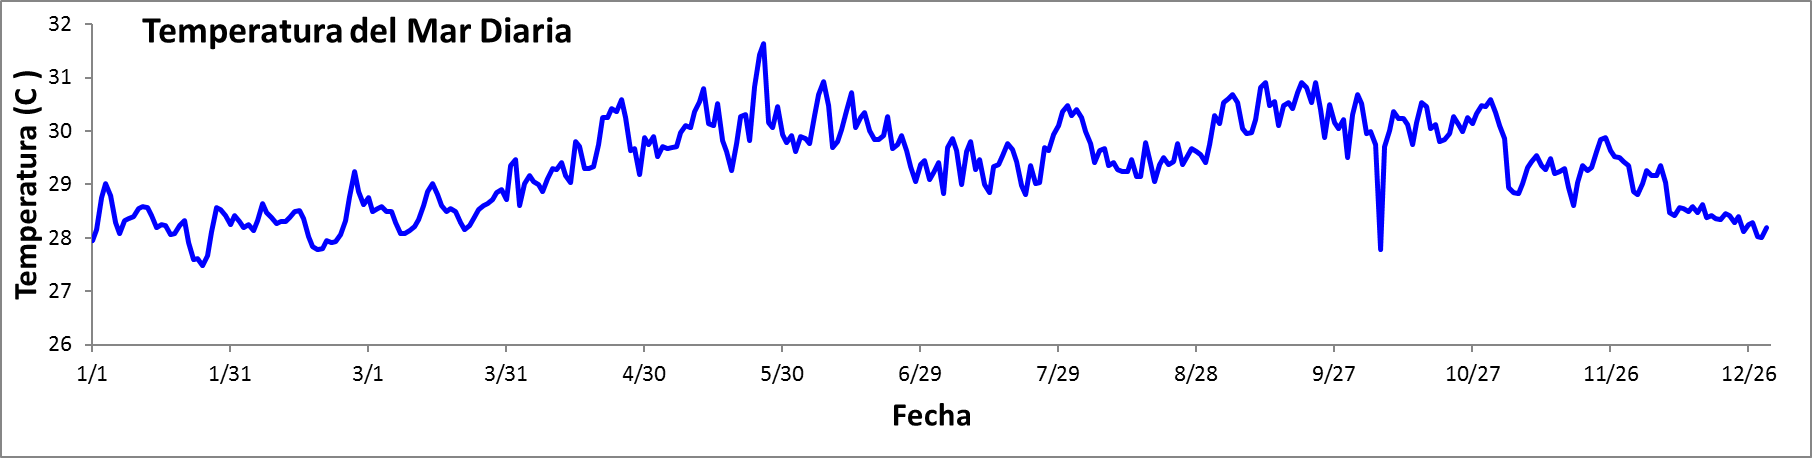 Temperatura del Mar Diaria
Temperatura (C )
32
31
30
29
28
27
26
1/1 1/31 3/1 3/31 4/30 5/30 6/29 7/29 8/28 9/27 10/27 11/26 12/26
Fecha